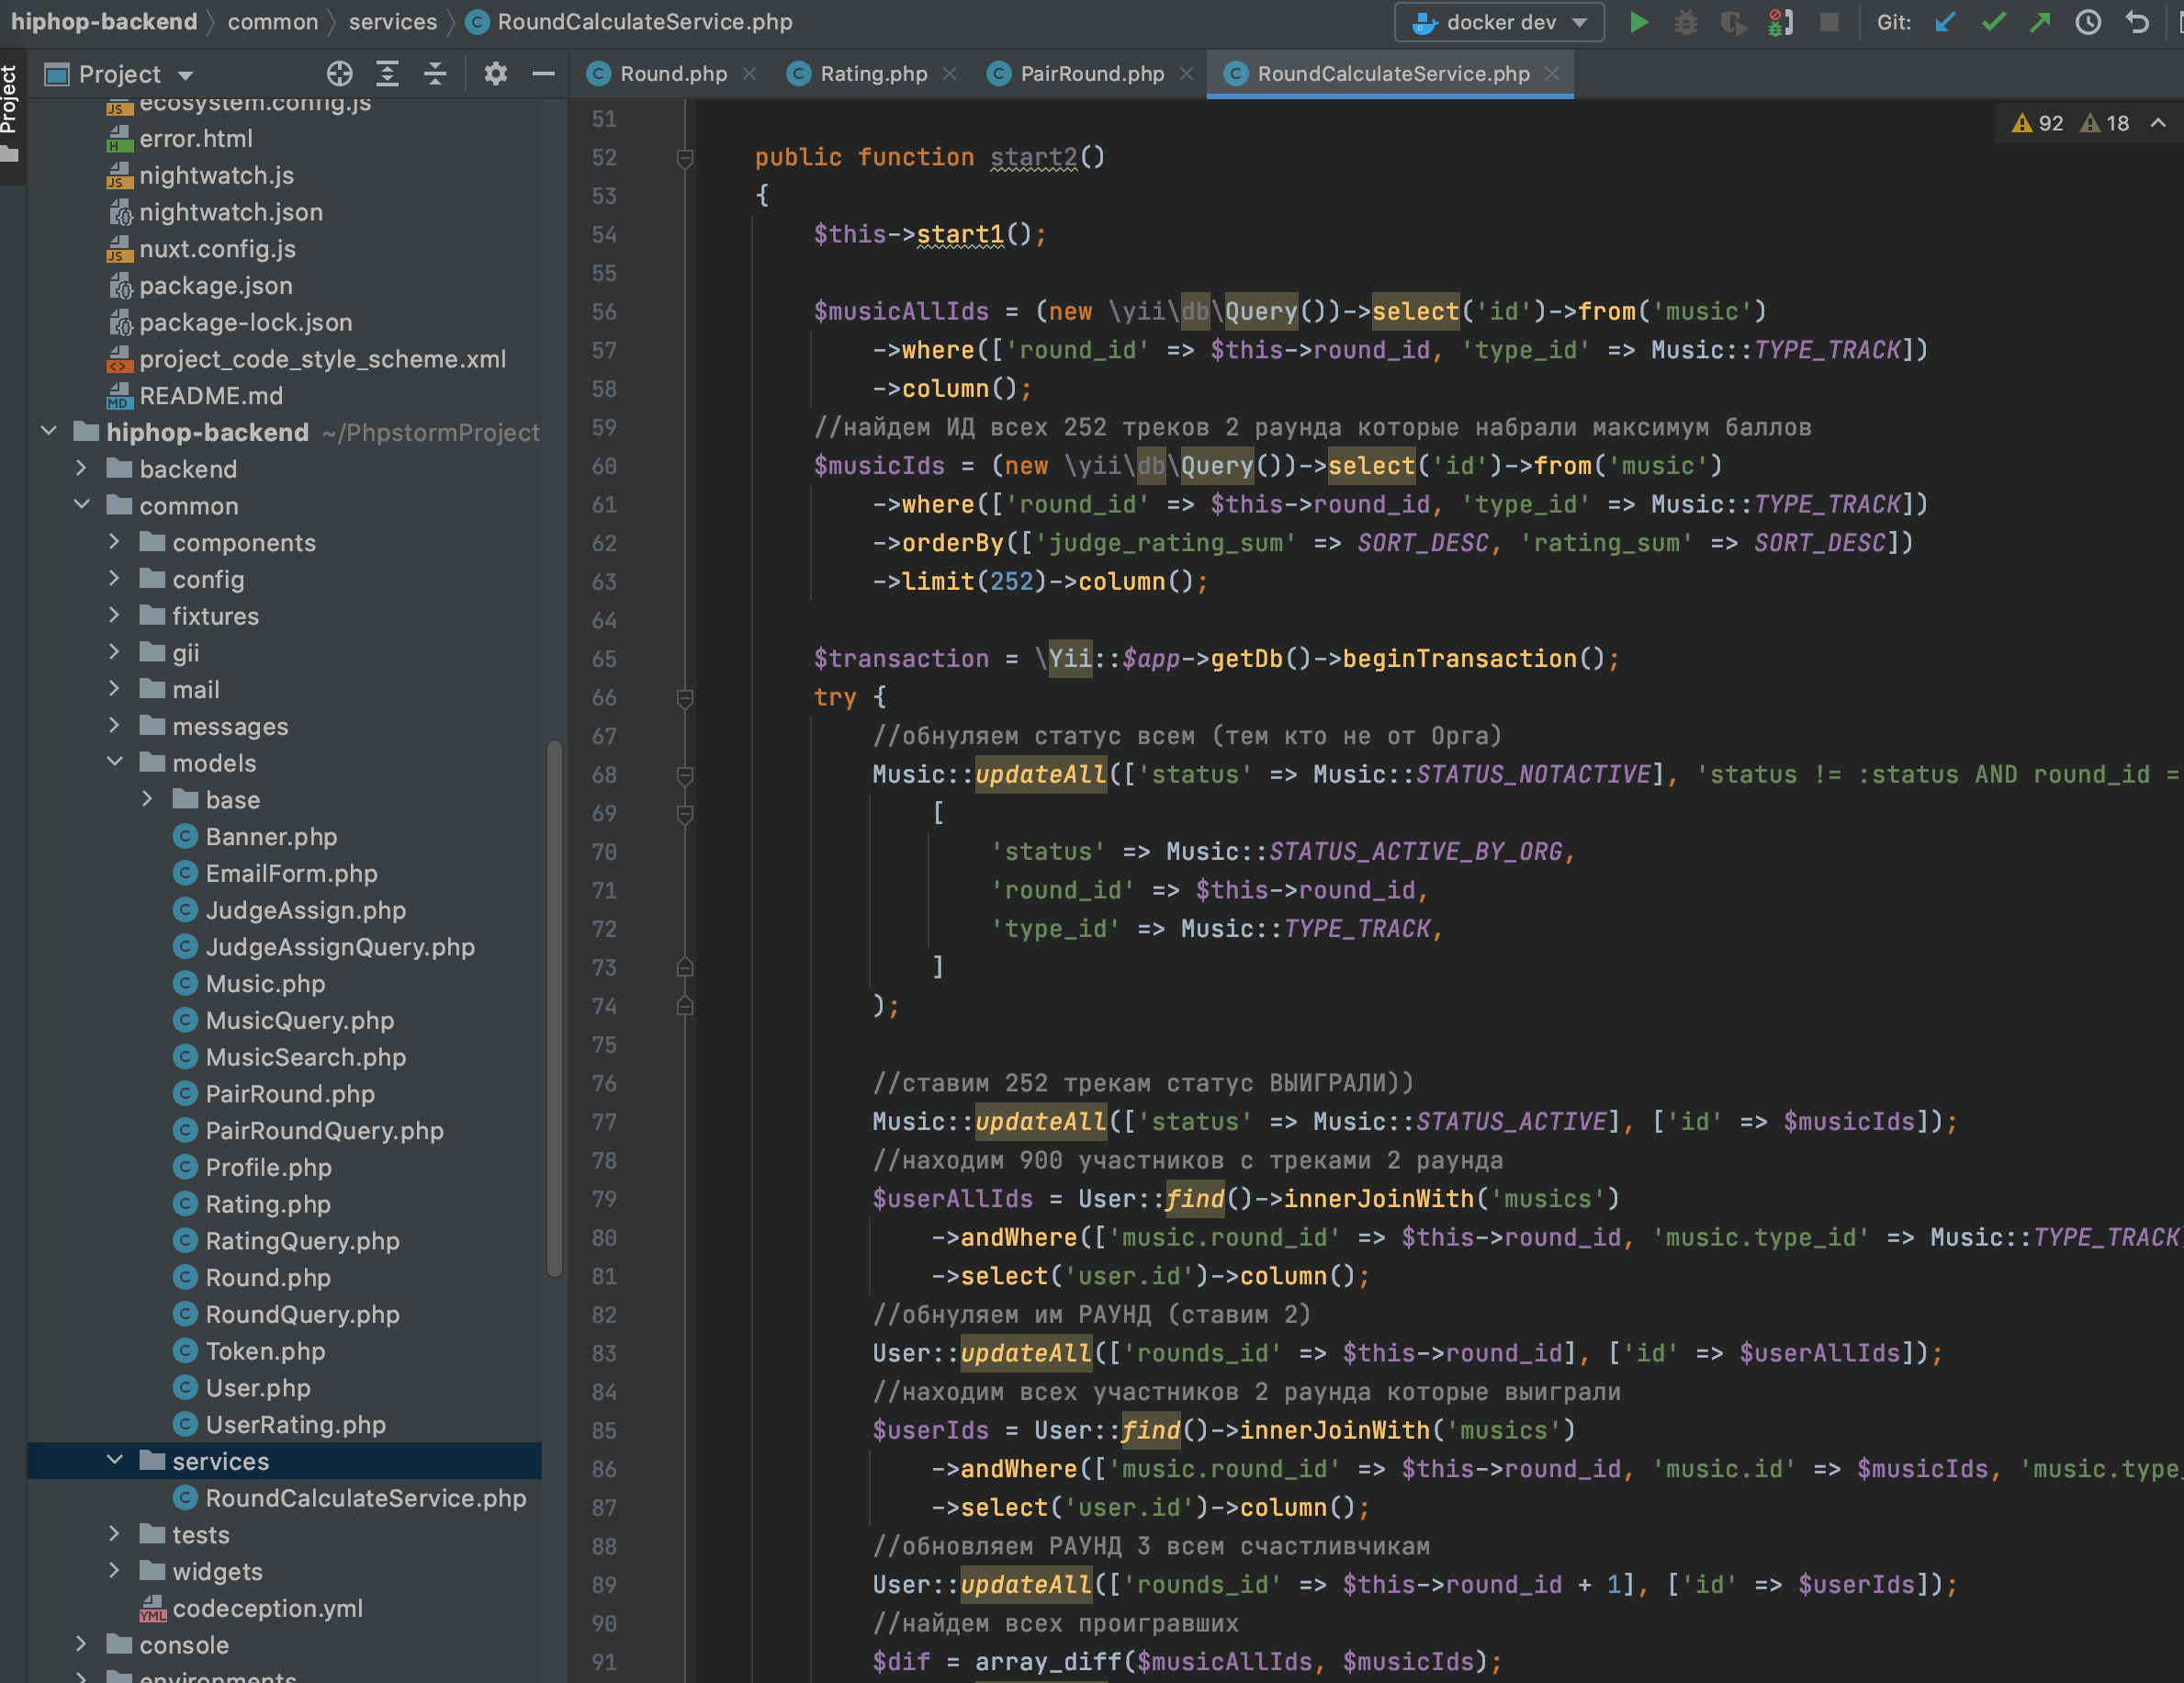 hiphop-backend common services RoundCalculateService.php docker dev Git:
Project Project Round.php Rating.php PairRound.php RoundCalculateService.php
92 18
ecosystem.config.js
error.html
nightwatch.js
nightwatch.json
nuxt.config.js
package.json
package-lock.json
project_code_style_scheme.xml
README.md
hiphop-backend ~/PhpstormProject
backend
common
components
config
fixtures
gii
mail
messages
models
base
Banner.php
EmailForm.php
JudgeAssign.php
JudgeAssignQuery.php
Music.php
MusicQuery.php
MusicSearch.php
PairRound.php
PairRoundQuery.php
Profile.php
Rating.php
RatingQuery.php
Round.php
RoundQuery.php
Token.php
User.php
UserRating.php
services
RoundCalculateService.php
tests
widgets
codeception.yml
console
environments
51
52 public function start2()
53 {
54 $this->start1();
55
56 $musicAllIds = (new \yii\db\Query())->select('id')->from('music')
57 ->where(['round_id' => $this->round_id, 'type_id' => Music::TYPE_TRACK])
58 ->column();
59 //найдем ИД всех 252 треков 2 раунда которые набрали максимум баллов
60 $musicIds = (new \yii\db\Query())->select('id')->from('music')
61 ->where(['round_id' => $this->round_id, 'type_id' => Music::TYPE_TRACK])
62 ->orderBy(['judge_rating_sum' => SORT_DESC, 'rating_sum' => SORT_DESC])
63 ->limit(252)->column();
64
65 $transaction = \Yii::$app->getDb()->beginTransaction();
66 try {
67 //обнуляем статус всем (тем кто не от Орга)
68 Music::updateAll(['status' => Music::STATUS_NOTACTIVE], 'status != :status AND round_id =
69 [
70 'status' => Music::STATUS_ACTIVE_BY_ORG,
71 'round_id' => $this->round_id,
72 'type_id' => Music::TYPE_TRACK,
73 ]
74 );
75
76 //ставим 252 трекам статус ВЫИГРАЛИ))
77 Music::updateAll(['status' => Music::STATUS_ACTIVE], ['id' => $musicIds]);
78 //находим 900 участников с треками 2 раунда
79 $userAllIds = User::find()->innerJoinWith('musics')
80 ->andWhere(['music.round_id' => $this->round_id, 'music.type_id' => Music::TYPE_TRACK
81 ->select('user.id')->column();
82 //обнуляем им РАУНД (ставим 2)
83 User::updateAll(['rounds_id' => $this->round_id], ['id' => $userAllIds]);
84 //находим всех участников 2 раунда которые выиграли
85 $userIds = User::find()->innerJoinWith('musics')
86 ->andWhere(['music.round_id' => $this->round_id, 'music.id' => $musicIds, 'music.type_
87 ->select('user.id')->column();
88 //обновляем РАУНД 3 всем счастливчикам
89 User::updateAll(['rounds_id' => $this->round_id + 1], ['id' => $userIds]);
90 //найдем всех проигравших
91 $dif = array_diff($musicAllIds, $musicIds);